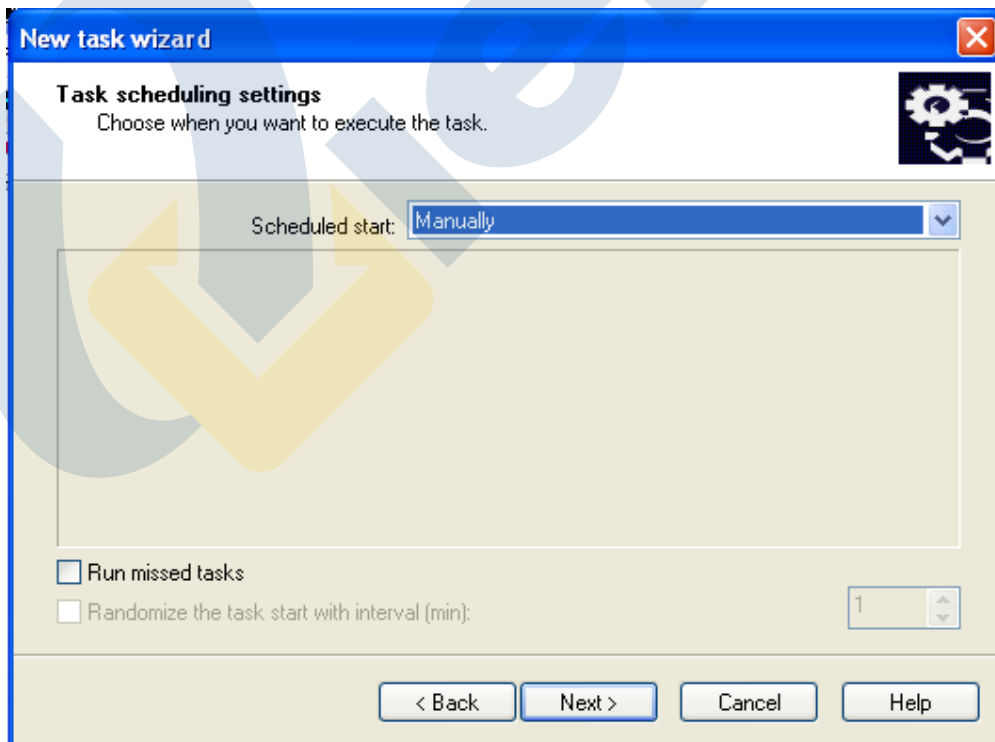 New task wizard
Task scheduling settings
Choose when you want to execute the task.
Scheduled start: Manually
Run missed tasks
Randomize the task start with interval (min): 1
< Back Next > Cancel Help